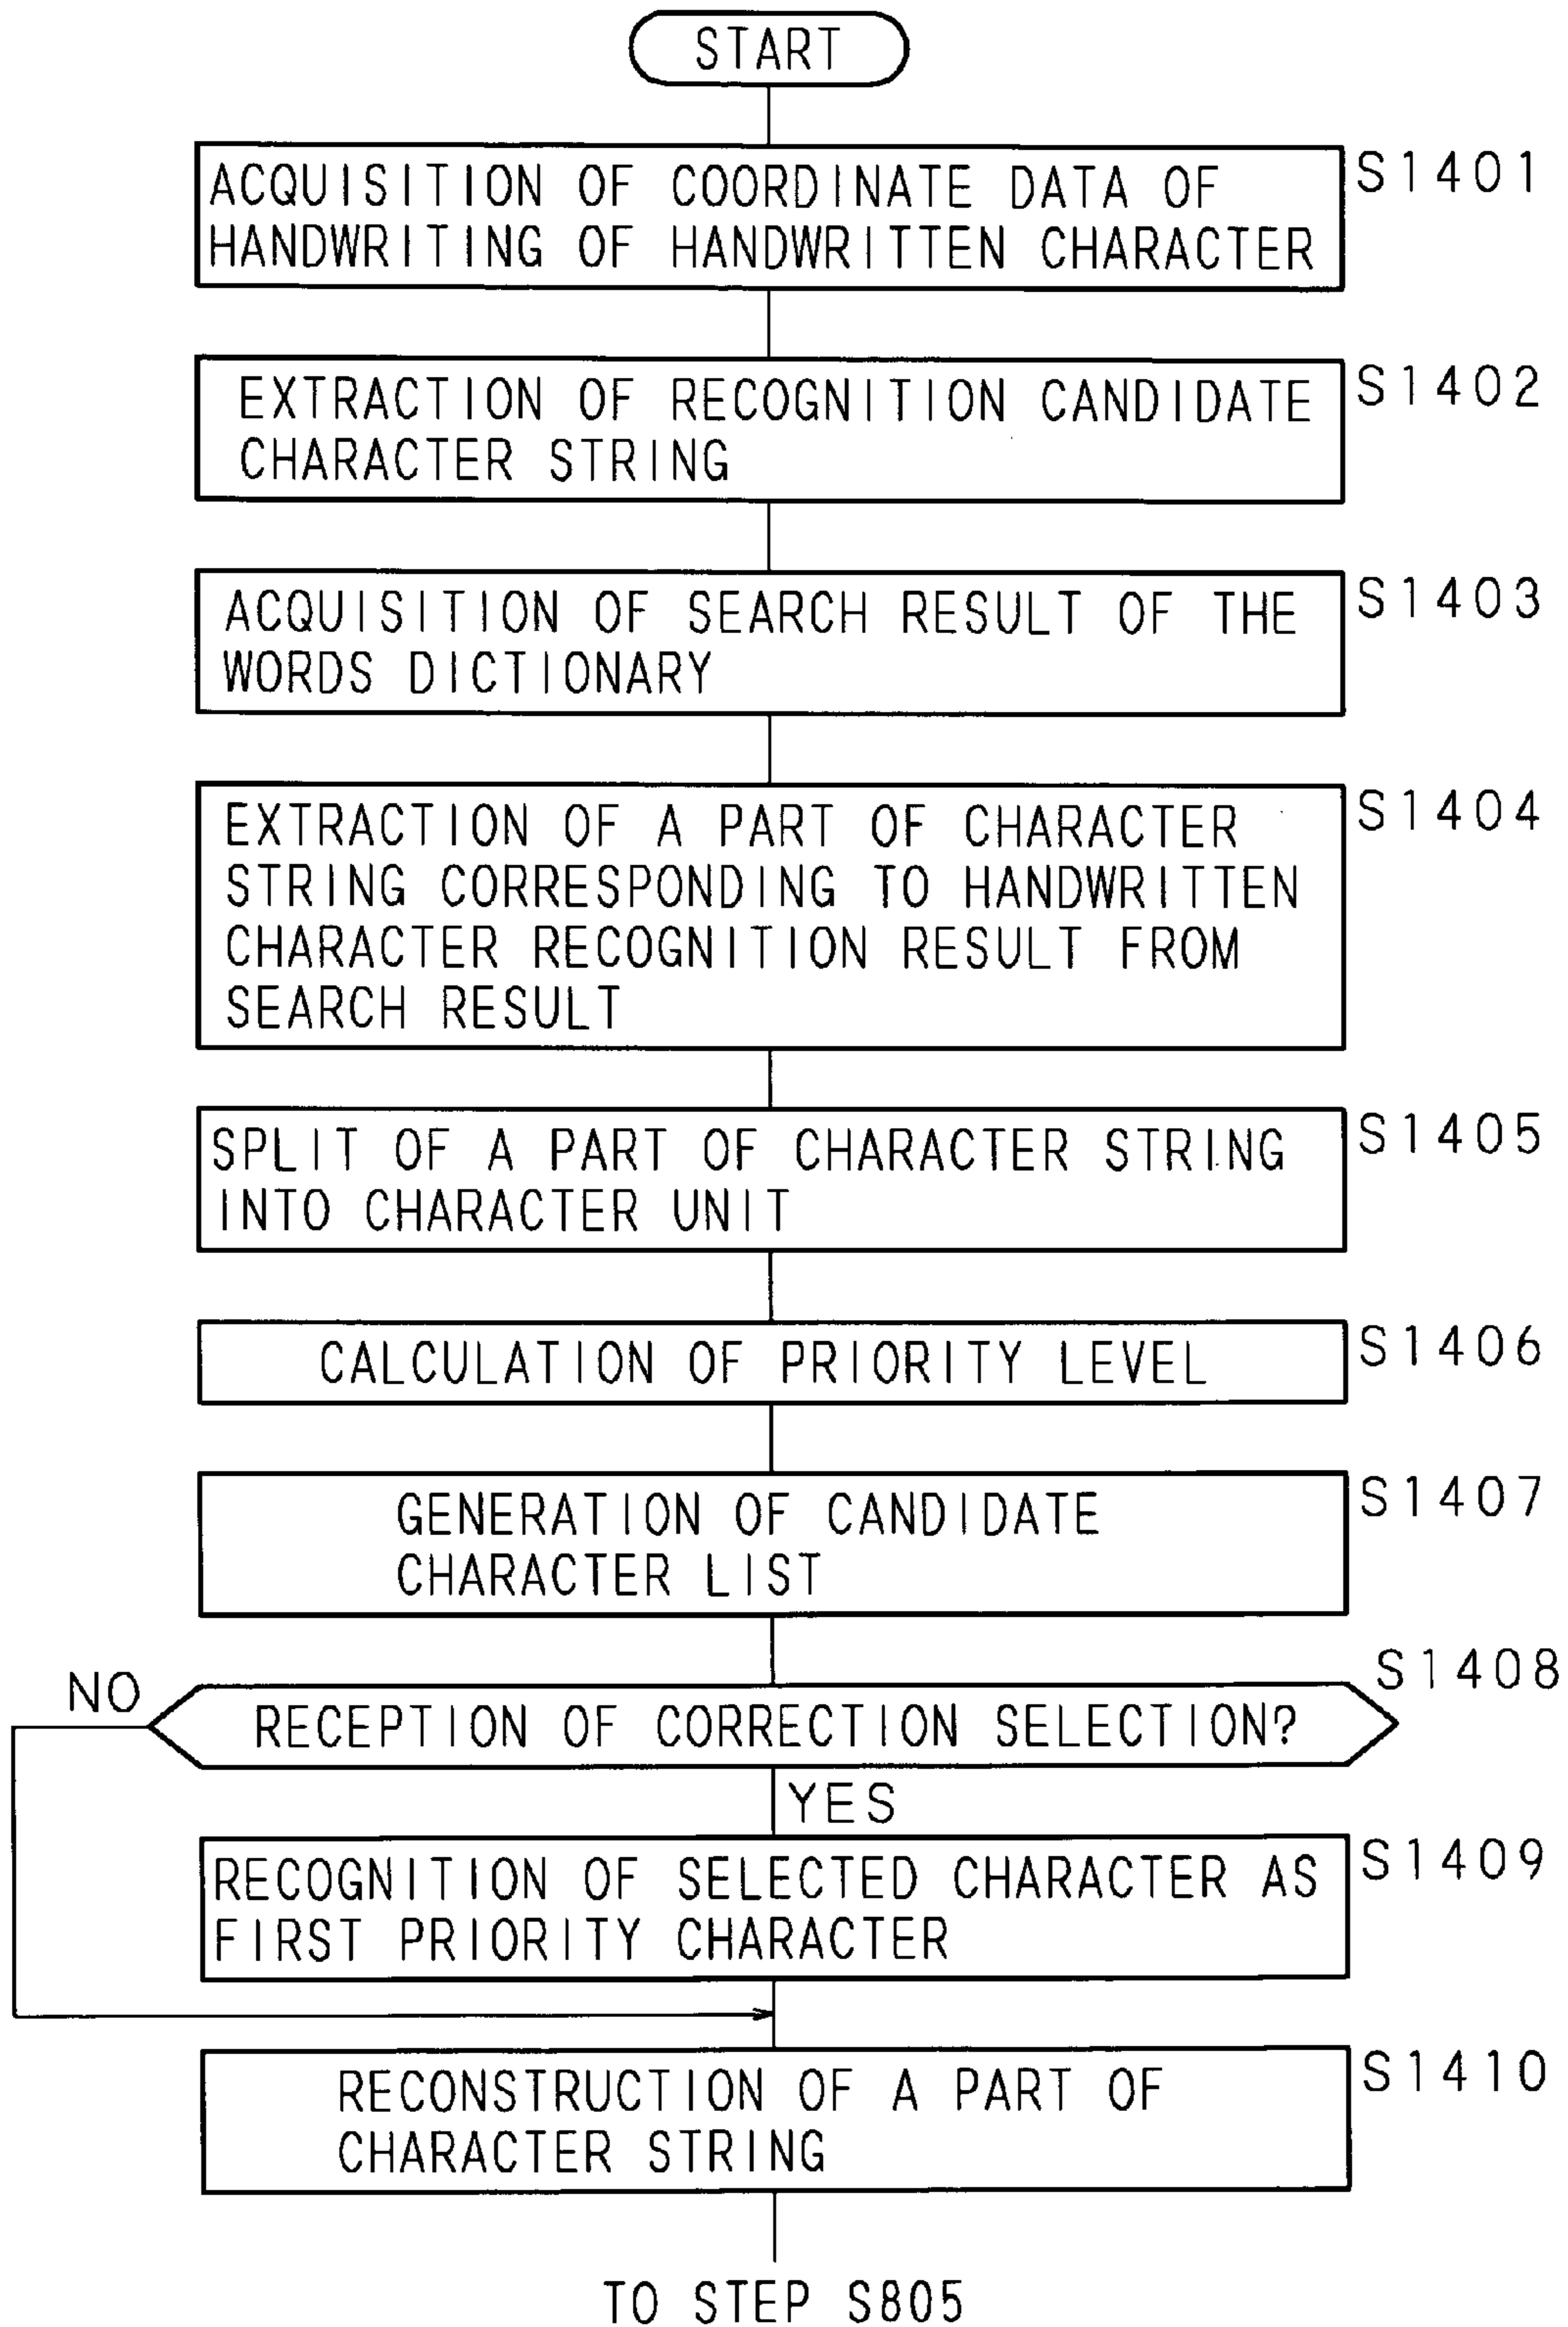 START
S1401
ACQUISITION OF COORDINATE DATA OF
HANDWRITING OF HANDWRITTEN CHARACTER
S1402
EXTRACTION OF RECOGNITION CANDIDATE
CHARACTER STRING
S1403
ACQUISITION OF SEARCH RESULT OF THE
WORDS DICTIONARY
S1404
EXTRACTION OF A PART OF CHARACTER
STRING CORRESPONDING TO HANDWRITTEN
CHARACTER RECOGNITION RESULT FROM
SEARCH RESULT
S1405
SPLIT OF A PART OF CHARACTER STRING
INTO CHARACTER UNIT
S1406
CALCULATION OF PRIORITY LEVEL
S1407
GENERATION OF CANDIDATE
CHARACTER LIST
S1408
NO
RECEPTION OF CORRECTION SELECTION?
YES
S1409
RECOGNITION OF SELECTED CHARACTER AS
FIRST PRIORITY CHARACTER
S1410
RECONSTRUCTION OF A PART OF
CHARACTER STRING
TO STEP S805